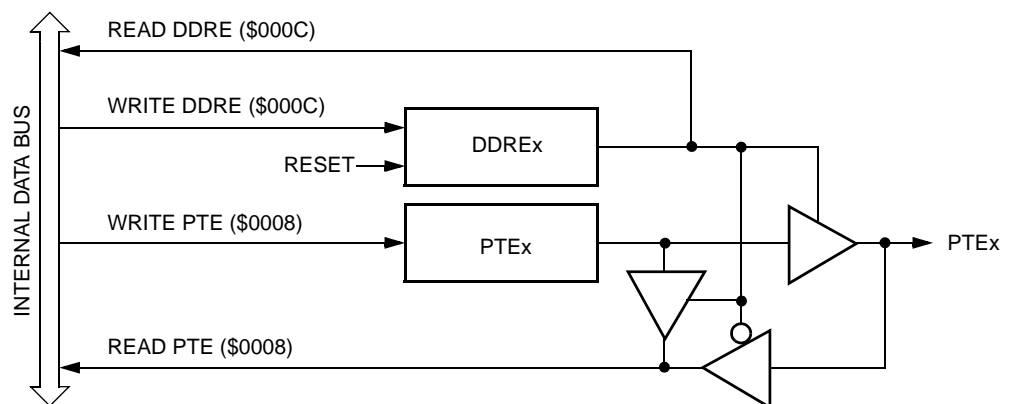 READ DDRE ($000C)
WRITE DDRE ($000C)
DDREx
RESET
WRITE PTE ($0008)
PTEx
PTEx
READ PTE ($0008)
INTERNAL DATA BUS